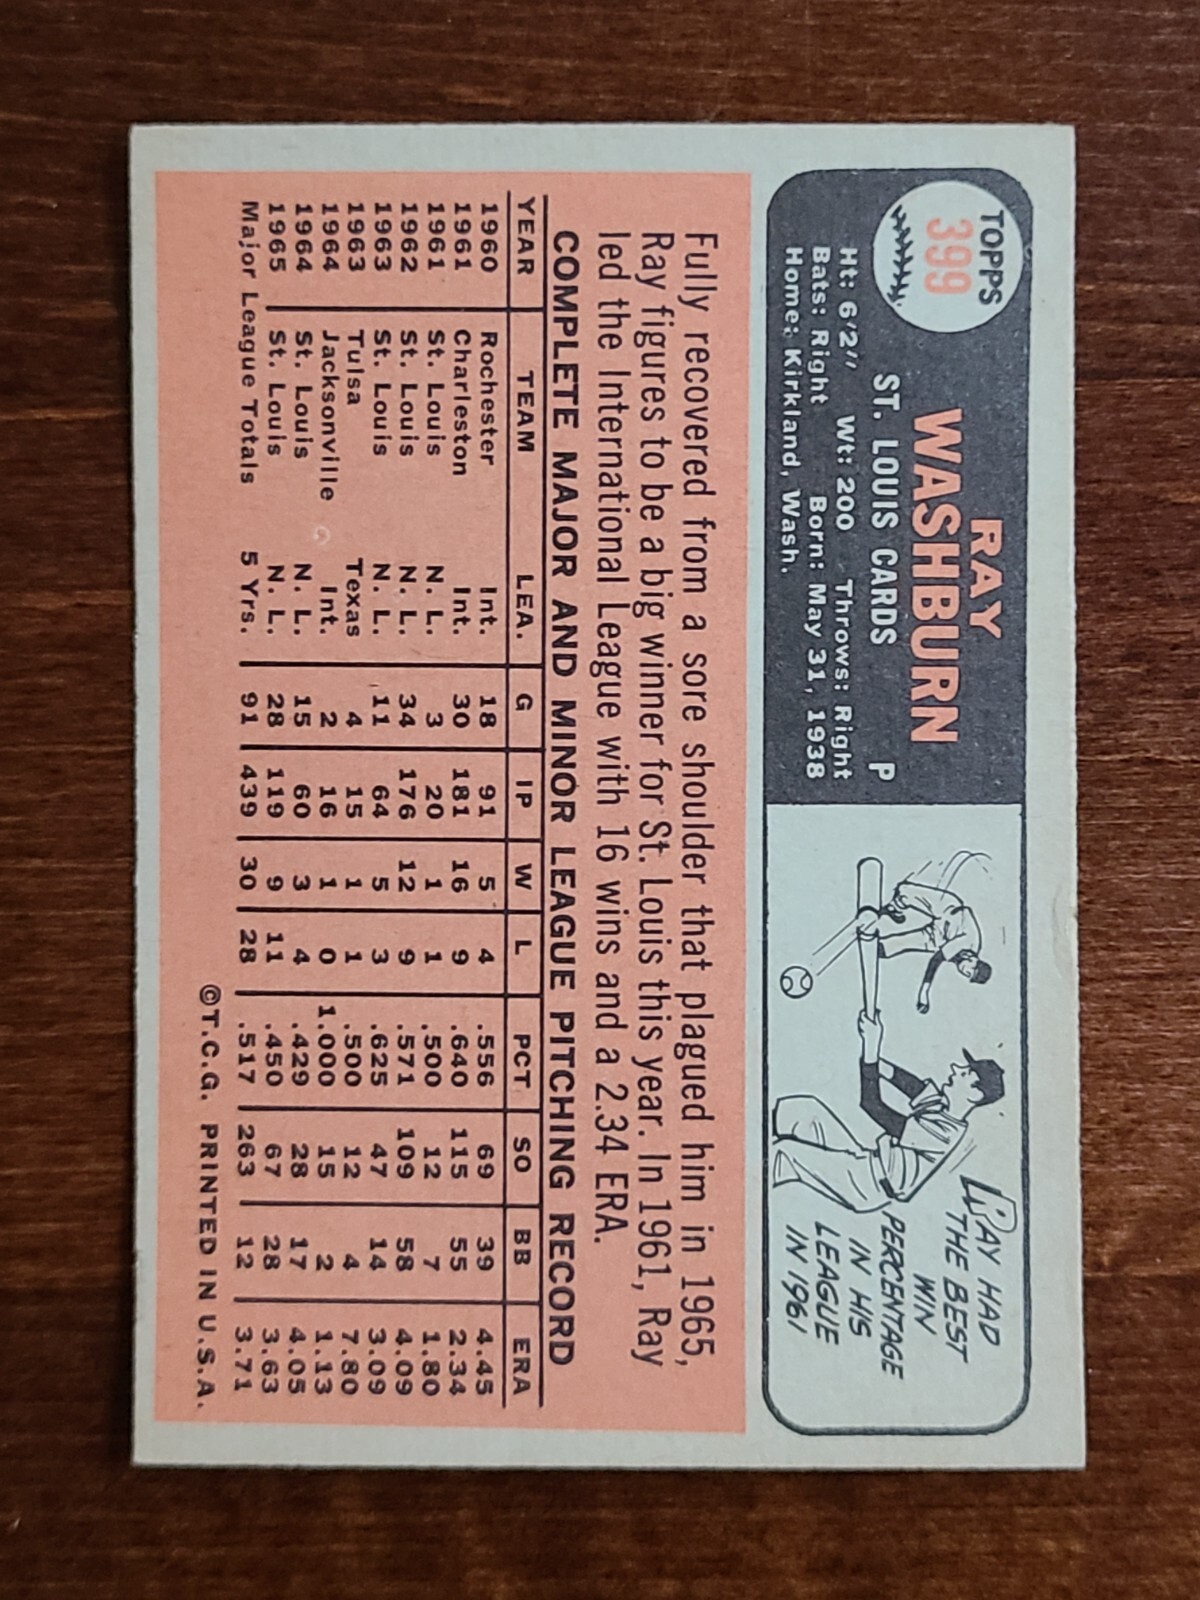 TOPPS
399
RAY
WASHBURN
ST. LOUIS CARDS P
Ht: 6'2" Wt: 200 Throws: Right
Bats: Right Born: May 31, 1938
Home: Kirkland, Wash.
RAY HAD
THE BEST
WIN
PERCENTAGE
IN HIS
LEAGUE
IN 1961
Fully recovered from a sore shoulder that plagued him in 1965,
Ray figures to be a big winner for St. Louis this year. In 1961, Ray
led the International League with 16 wins and a 2.34 ERA.
COMPLETE MAJOR AND MINOR LEAGUE PITCHING RECORD
YEAR TEAM LEA. G IP W L PCT. SO BB ERA
1960 Rochester Int. 18 91 5 4 .556 69 39 4.45
1961 Charleston Int. 30 181 16 9 .640 115 55 2.34
1961 St. Louis N. L. 3 20 1 1 .500 12 7 1.80
1962 St. Louis N. L. 34 176 12 9 .571 109 58 4.09
1963 St. Louis N. L. 11 64 5 3 .625 47 14 3.09
1963 Tulsa Texas 4 15 1 1 .500 12 4 7.80
1964 Jacksonville Int. 2 16 1 0 1.000 15 2 1.13
1964 St. Louis N. L. 15 60 3 4 .429 28 17 4.05
1965 St. Louis N. L. 28 119 9 11 .450 67 28 3.63
Major League Totals 5 Yrs. 91 439 30 28 .517 263 12 3.71
©T.C.G. PRINTED IN U.S.A.